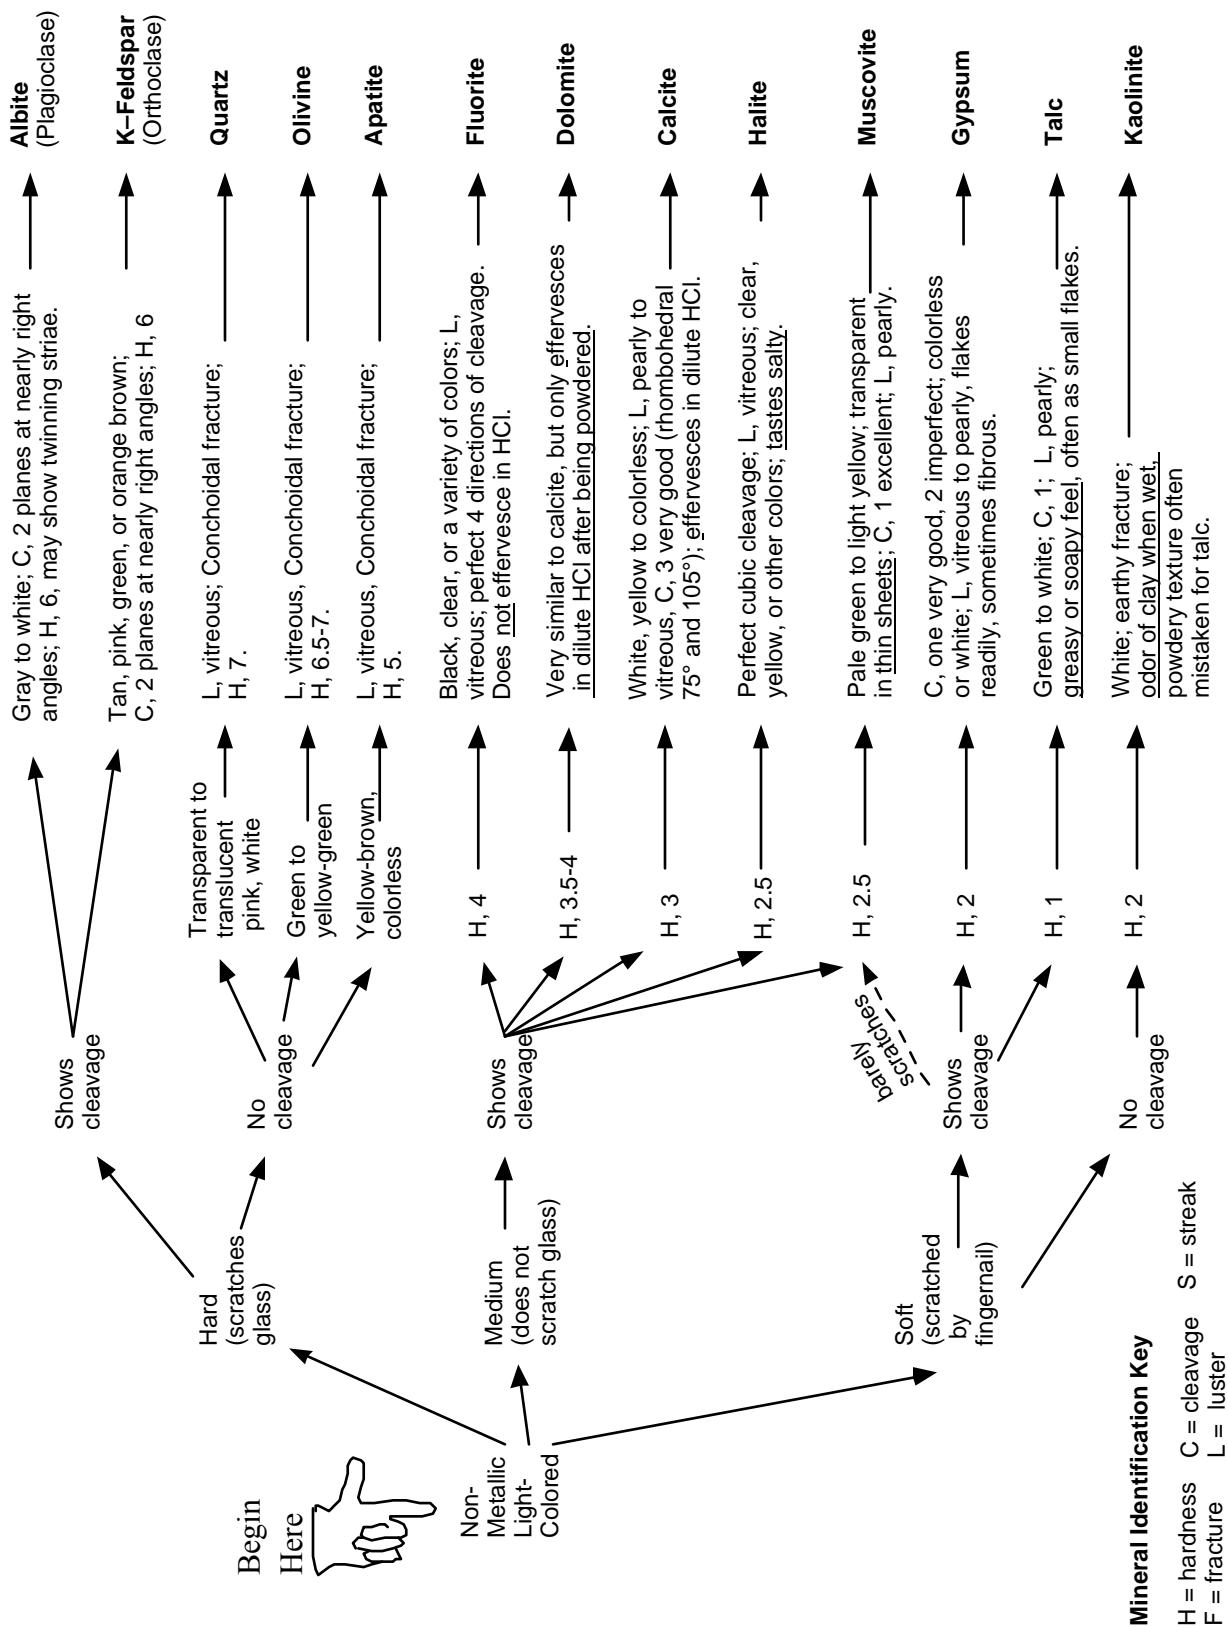 Begin
Here
Non-
Metallic
Light-
Colored
Hard
(scratches
glass)
Shows
cleavage
Gray to white; C, 2 planes at nearly right
angles; H, 6, may show twinning striae.
Albite
(Plagioclase)
Tan, pink, green, or orange brown;
C, 2 planes at nearly right angles; H, 6
K–Feldspar
(Orthoclase)
No
cleavage
Transparent to
translucent
pink, white
L, vitreous; Conchoidal fracture;
H, 7.
Quartz
Green to
yellow-green
L, vitreous, Conchoidal fracture;
H, 6.5-7.
Olivine
Yellow-brown,
colorless
L, vitreous, Conchoidal fracture;
H, 5.
Apatite
Medium
(does not
scratch glass)
Shows
cleavage
H, 4
Black, clear, or a variety of colors; L,
vitreous; perfect 4 directions of cleavage.
Does not effervesce in HCl.
Fluorite
H, 3.5-4
Very similar to calcite, but only effervesces
in dilute HCl after being powdered.
Dolomite
H, 3
White, yellow to colorless; L, pearly to
vitreous, C, 3 very good (rhombohedral
75° and 105°); effervesces in dilute HCl.
Calcite
H, 2.5
Perfect cubic cleavage; L, vitreous; clear,
yellow, or other colors; tastes salty.
Halite
Soft
(scratched
by
fingernail)
Shows
cleavage
barely
scratches
H, 2.5
Pale green to light yellow; transparent
in thin sheets; C, 1 excellent; L, pearly.
Muscovite
H, 2
C, one very good, 2 imperfect; colorless
or white; L, vitreous to pearly, flakes
readily, sometimes fibrous.
Gypsum
H, 1
Green to white; C, 1; L, pearly;
greasy or soapy feel, often as small flakes.
Talc
No
cleavage
H, 2
White; earthy fracture;
odor of clay when wet,
powdery texture often
mistaken for talc.
Kaolinite
Mineral Identification Key
H = hardness C = cleavage S = streak
F = fracture L = luster